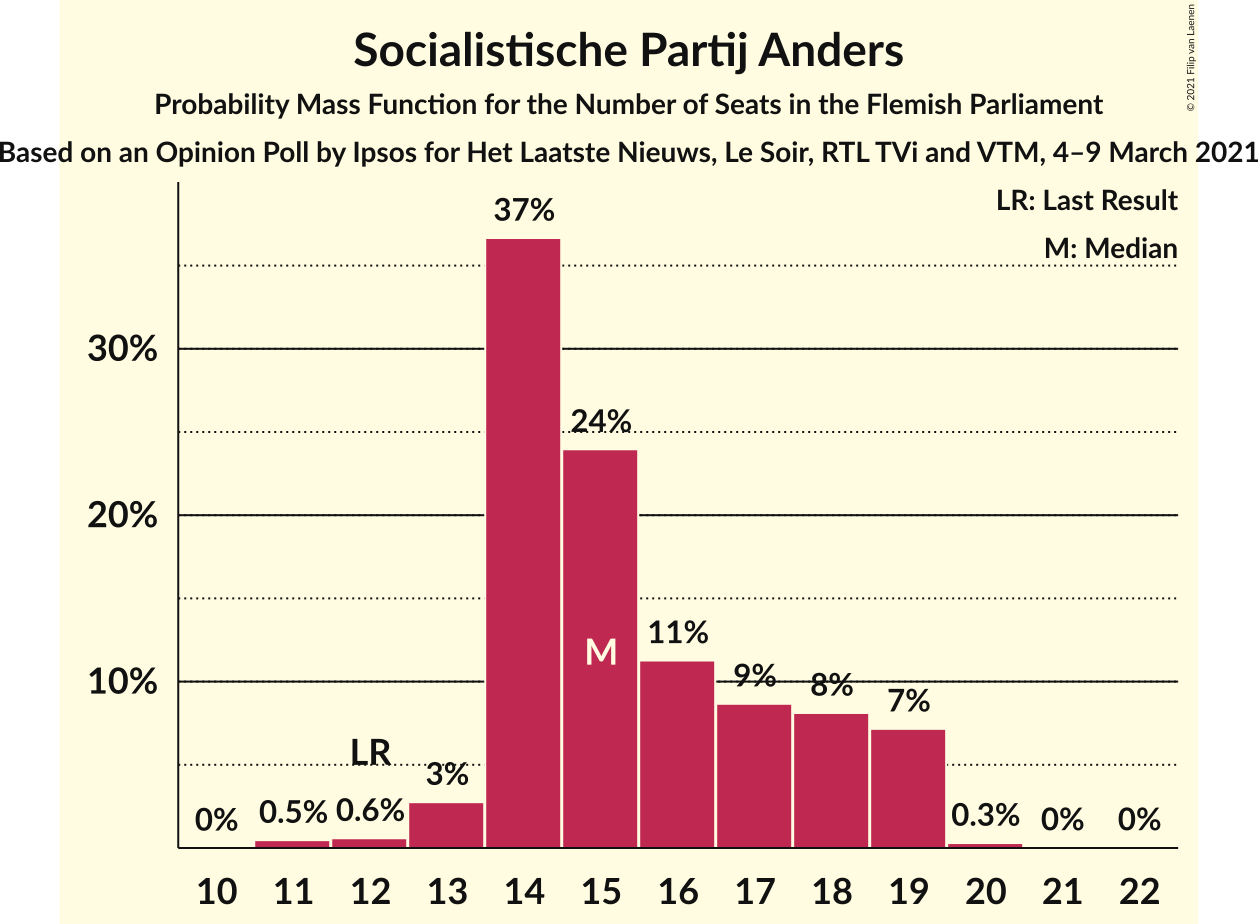 Socialistische Partij Anders
Probability Mass Function for the Number of Seats in the Flemish Parliament
Based on an Opinion Poll by Ipsos for Het Laatste Nieuws, Le Soir, RTL TVi and VTM, 4–9 March 2021
© 2021 Filip van Laenen
LR: Last Result
M: Median
37%
30%
24%
20%
M
11%
10%
9%
8%
7%
LR
3%
0%
0.5%
0.6%
0.3%
0%
0%
10 11 12 13 14 15 16 17 18 19 20 21 22